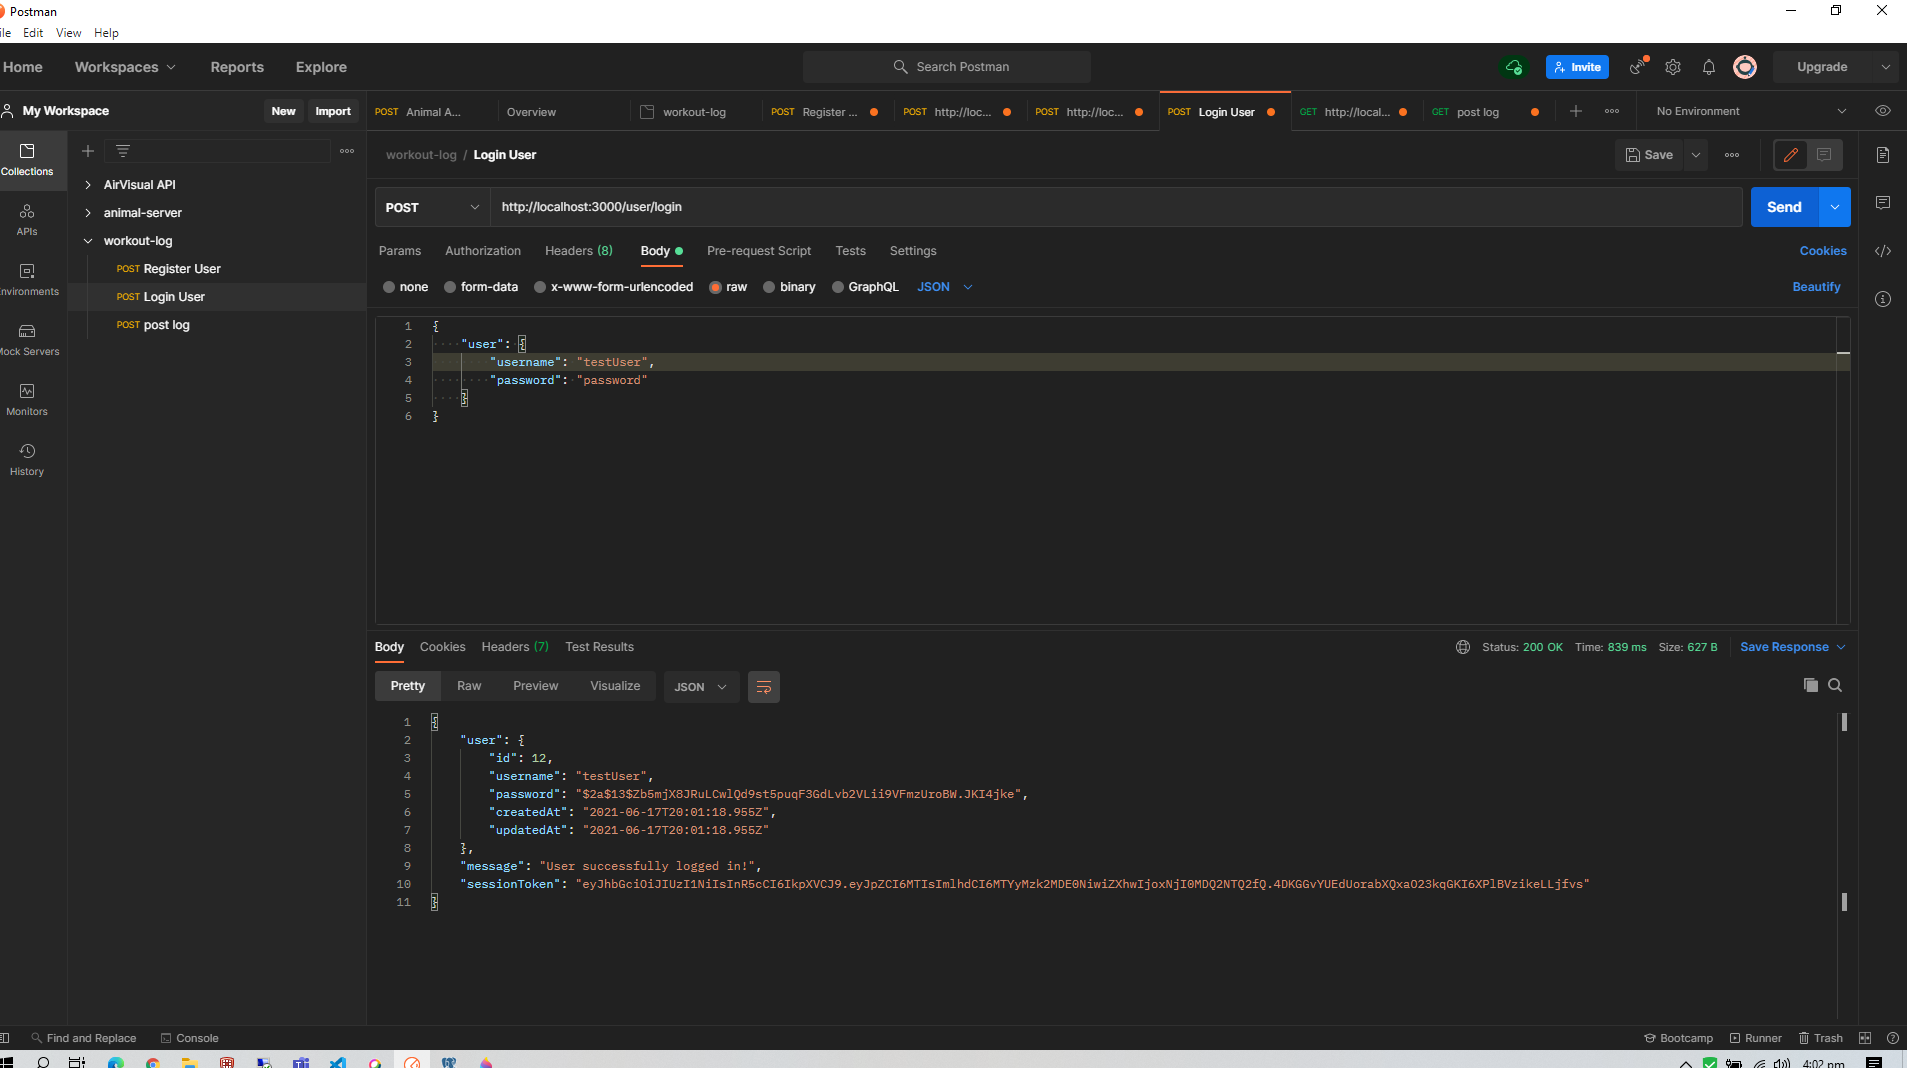 Postman
ile Edit View Help
Home Workspaces Reports Explore Search Postman Invite Upgrade
My Workspace New Import
POST Animal A... Overview workout-log POST Register ... POST http://loc... POST http://loc... POST Login User GET http://local... GET post log No Environment
workout-log / Login User Save
Collections
APIs
nvironments
Mock Servers
Monitors
History
AirVisual API
animal-server
workout-log
POST Register User
POST Login User
POST post log
POST http://localhost:3000/user/login Send
Params Authorization Headers (8) Body Pre-request Script Tests Settings Cookies
none form-data x-www-form-urlencoded raw binary GraphQL JSON Beautify
1 {
2 "user": {
3 "username": "testUser",
4 "password": "password"
5 }
6 }
Body Cookies Headers (7) Test Results Status: 200 OK Time: 839 ms Size: 627 B Save Response
Pretty Raw Preview Visualize JSON
1 {
2 "user": {
3 "id": 12,
4 "username": "testUser",
5 "password": "$2a$13$Zb5mjX8JRuLCwlQd9st5puqF3GdLvb2VLii9VFmzUroBW.JKI4jke",
6 "createdAt": "2021-06-17T20:01:18.955Z",
7 "updatedAt": "2021-06-17T20:01:18.955Z"
8 },
9 "message": "User successfully logged in!",
10 "sessionToken": "eyJhbGciOiJIUzI1NiIsInR5cCI6IkpXVCJ9.eyJpZCI6MTIsImlhdCI6MTYyMzk2MDE0NiwiZXhwIjoxNjI0MDQ2NTQ2fQ.4DKGGvYUEdUorabXQxaO23kqGKI6XPlBVzikeLLjfvs"
11 }
Find and Replace Console Bootcamp Runner Trash
4:02 pm